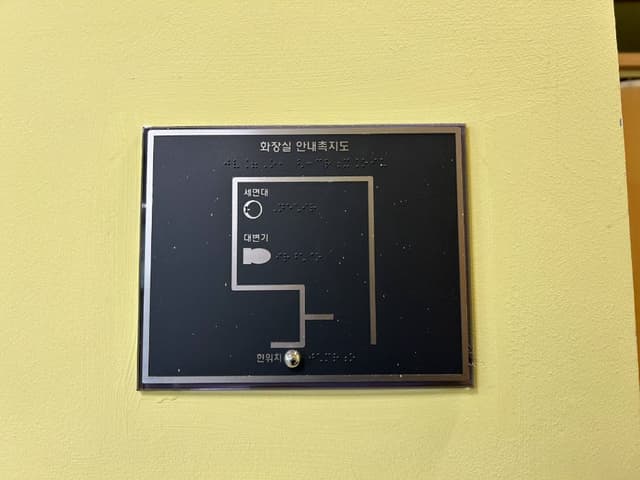 화장실 안내촉지도
세면대
대변기
현위치